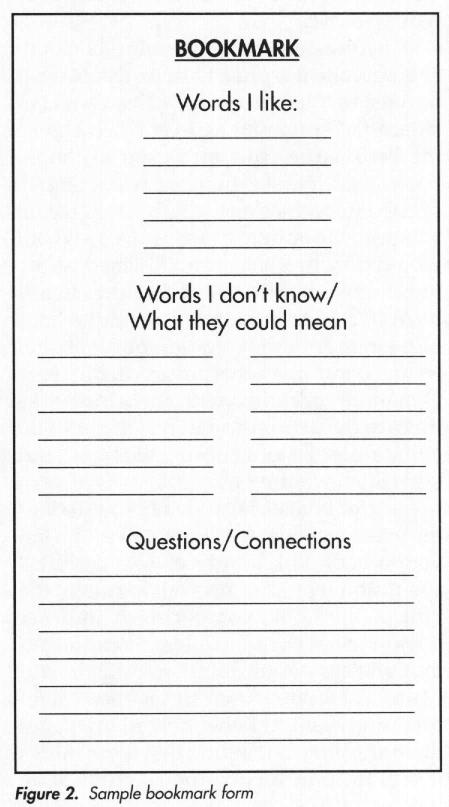 BOOKMARK
Words I like:
Words I don't know/
What they could mean
Questions/Connections
Figure 2. Sample bookmark form